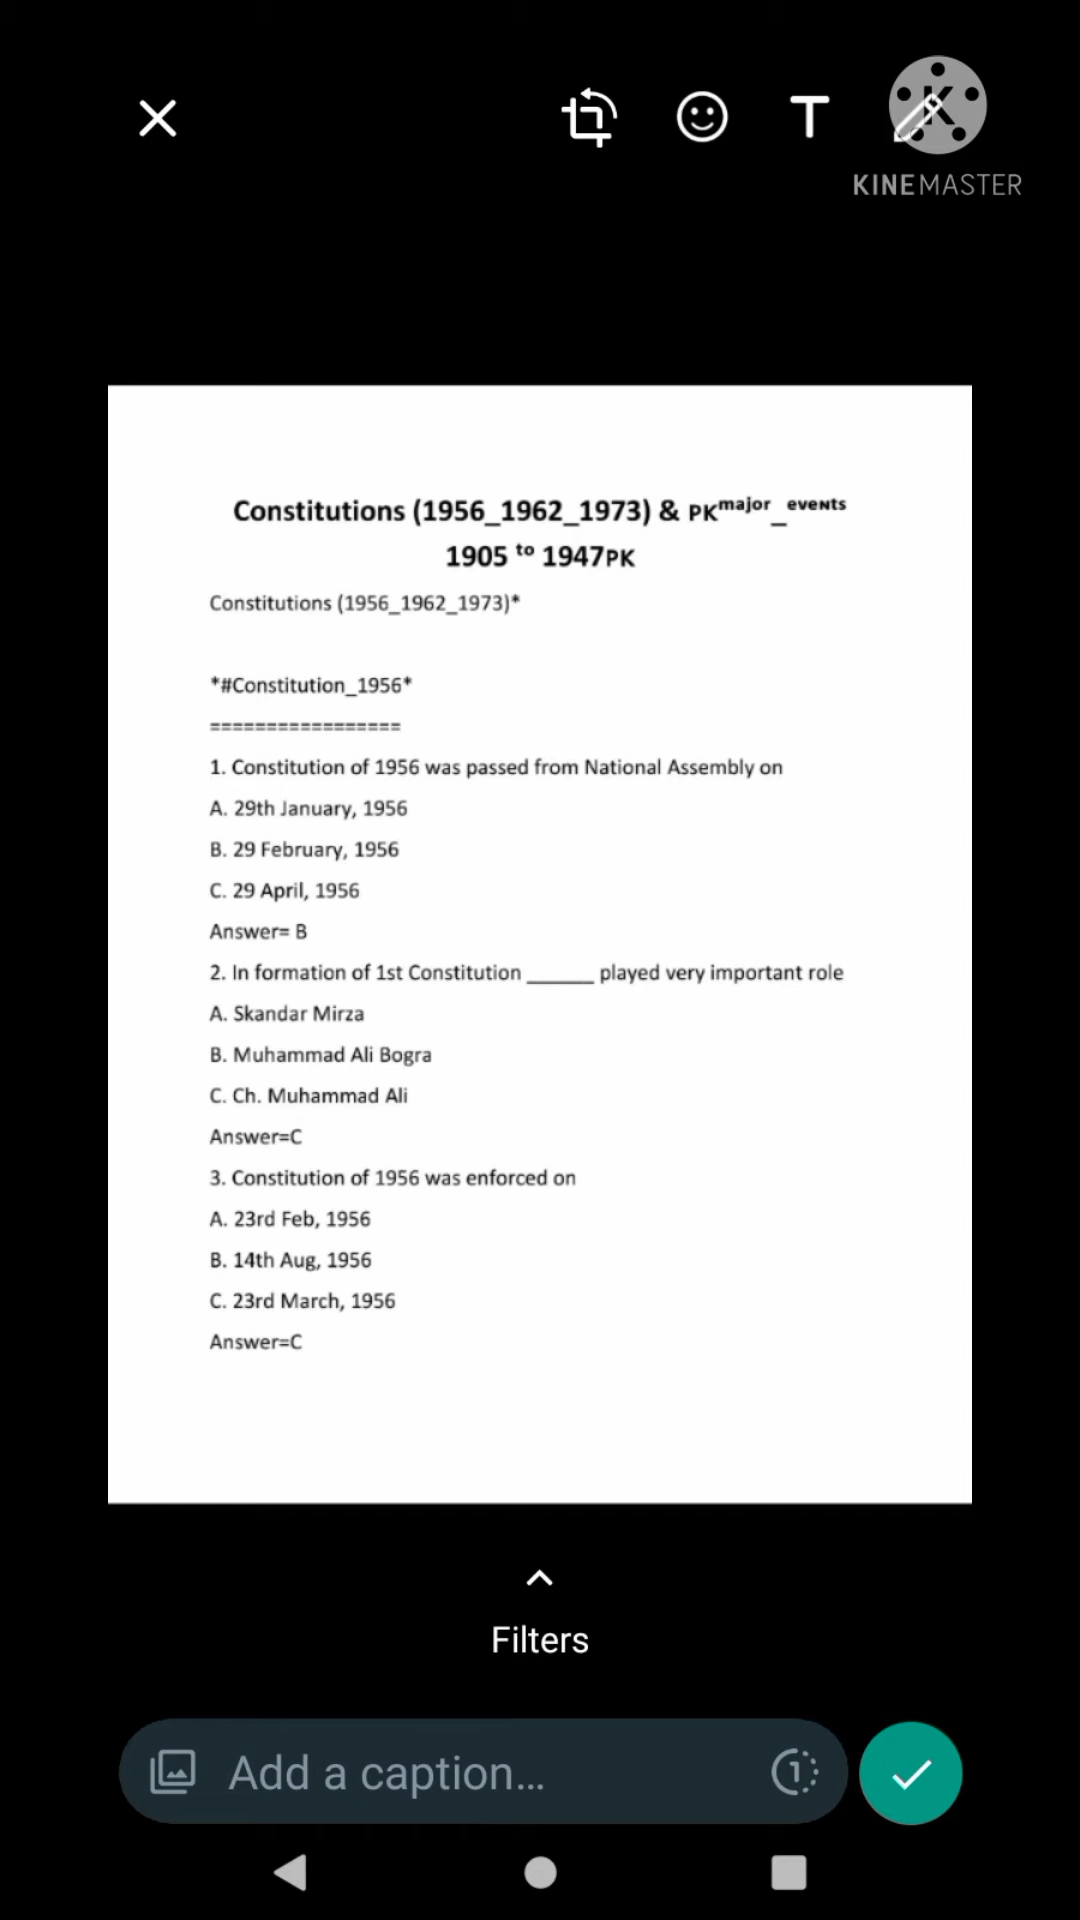 T
K
KINEMASTER
Constitutions (1956_1962_1973) & PKmajor_eveNts
1905 to 1947PK
Constitutions (1956_1962_1973)*
*#Constitution_1956*
=================
1. Constitution of 1956 was passed from National Assembly on
A. 29th January, 1956
B. 29 February, 1956
C. 29 April, 1956
Answer= B
2. In formation of 1st Constitution ______ played very important role
A. Skandar Mirza
B. Muhammad Ali Bogra
C. Ch. Muhammad Ali
Answer=C
3. Constitution of 1956 was enforced on
A. 23rd Feb, 1956
B. 14th Aug, 1956
C. 23rd March, 1956
Answer=C
Filters
Add a caption...
1